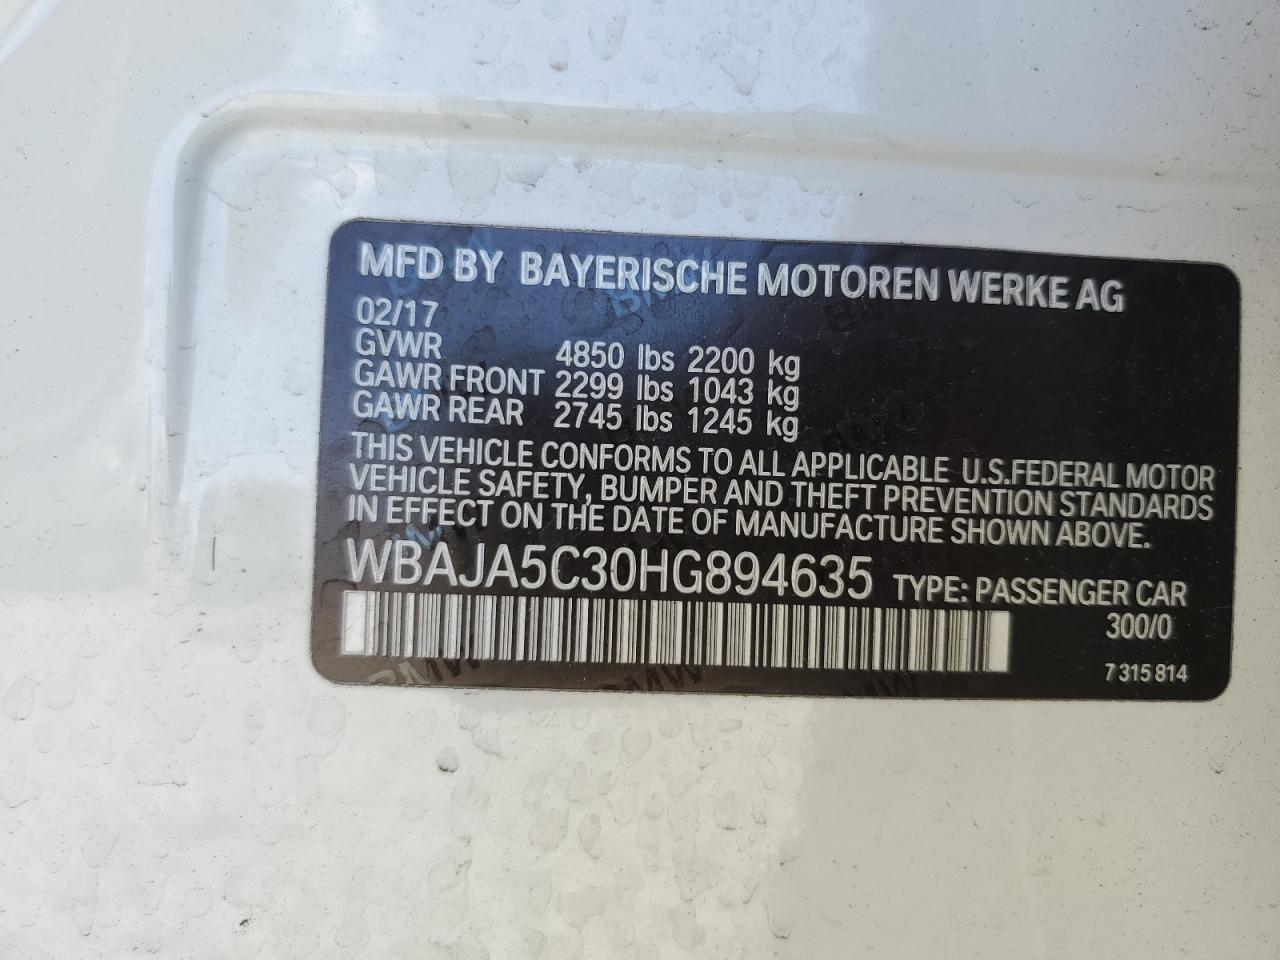 MFD BY BAYERISCHE MOTOREN WERKE AG
02/17
GVWR 4850 lbs 2200 kg
GAWR FRONT 2299 lbs 1043 kg
GAWR REAR 2745 lbs 1245 kg
THIS VEHICLE CONFORMS TO ALL APPLICABLE U.S.FEDERAL MOTOR
VEHICLE SAFETY, BUMPER AND THEFT PREVENTION STANDARDS
IN EFFECT ON THE DATE OF MANUFACTURE SHOWN ABOVE.
WBAJA5C30HG894635 TYPE: PASSENGER CAR
300/0
7 315 814
BMW BMW BMW